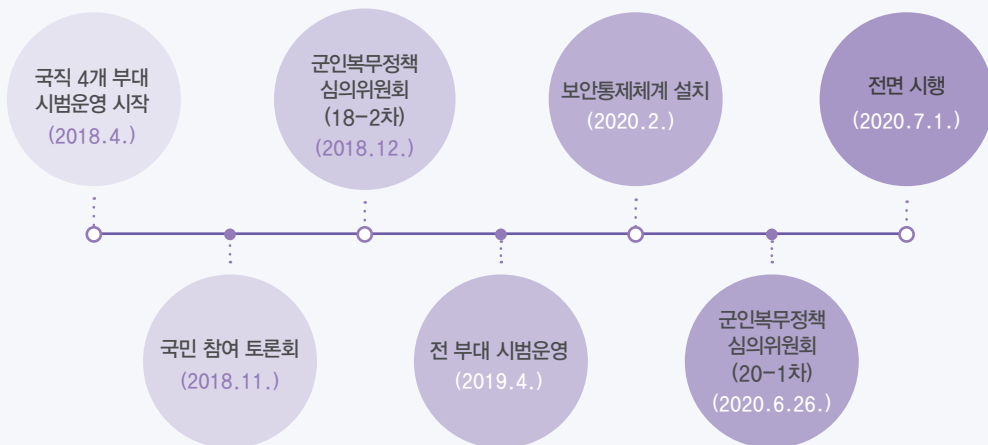 국직 4개 부대
시범운영 시작
(2018.4.)
국민 참여 토론회
(2018.11.)
군인복무정책
심의위원회
(18-2차)
(2018.12.)
전 부대 시범운영
(2019.4.)
보안통제체계 설치
(2020.2.)
군인복무정책
심의위원회
(20-1차)
(2020.6.26.)
전면 시행
(2020.7.1.)